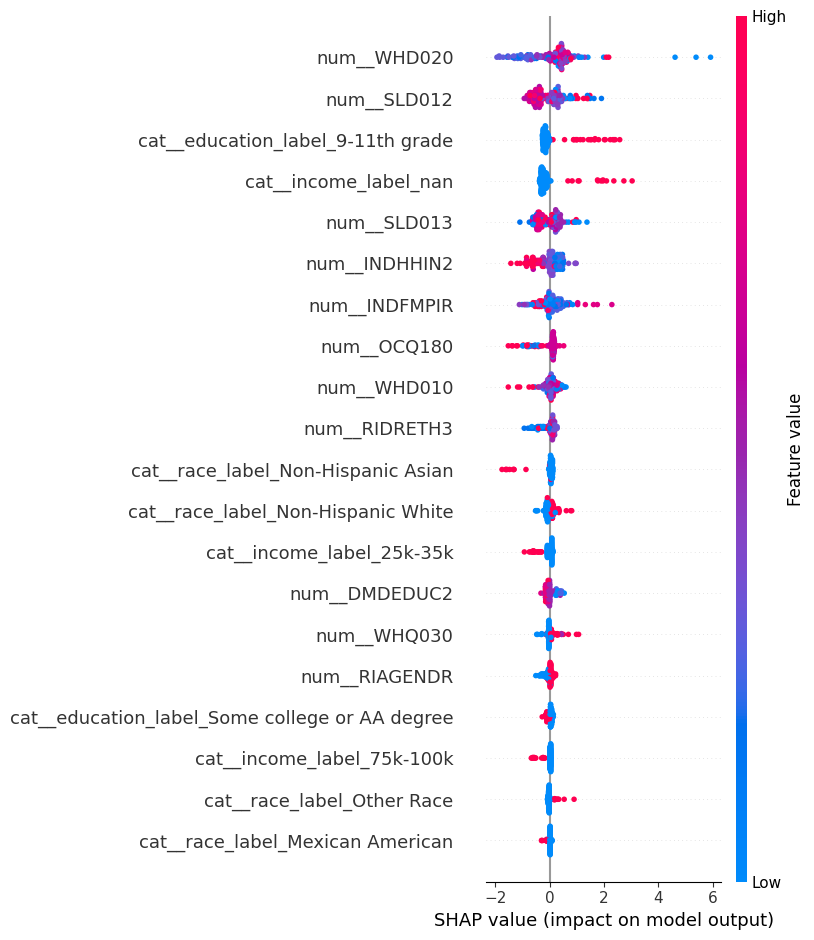 High
num__WHD020
num__SLD012
cat__education_label_9-11th grade
cat__income_label_nan
num__SLD013
num__INDHHIN2
num__INDFMPIR
num__OCQ180
num__WHD010
num__RIDRETH3
cat__race_label_Non-Hispanic Asian
cat__race_label_Non-Hispanic White
cat__income_label_25k-35k
num__DMDEDUC2
num__WHQ030
num__RIAGENDR
cat__education_label_Some college or AA degree
cat__income_label_75k-100k
cat__race_label_Other Race
cat__race_label_Mexican American
Feature value
Low
−2 0 2 4 6
SHAP value (impact on model output)